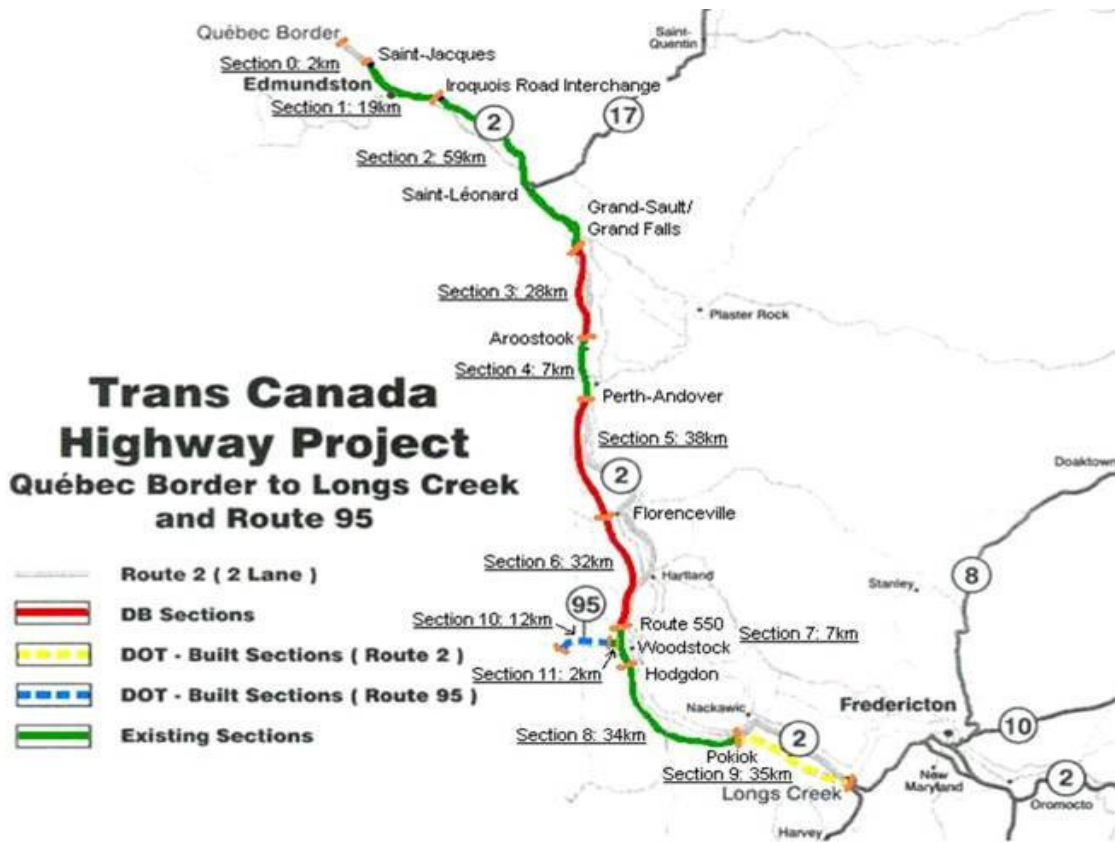 Québec Border
Saint-Jacques
Section 0: 2km
Edmundston
Iroquois Road Interchange
Section 1: 19km
2
17
Saint-
Quentin
Section 2: 59km
Saint-Léonard
Grand-Sault/
Grand Falls
Section 3: 28km
Plaster Rock
Aroostook
Section 4: 7km
Perth-Andover
Section 5: 38km
2
Doaktown
Florenceville
Section 6: 32km
Hartland
Stanley
8
95
Section 10: 12km
Route 550
Section 7: 7km
Woodstock
Section 11: 2km
Hodgdon
Nackawic
Fredericton
Section 8: 34km
2
10
Pokiok
Section 9: 35km
New
Maryland
2
Longs Creek
Oromocto
Harvey
Trans Canada
Highway Project
Québec Border to Longs Creek
and Route 95
Route 2 ( 2 Lane )
DB Sections
DOT - Built Sections ( Route 2 )
DOT - Built Sections ( Route 95 )
Existing Sections